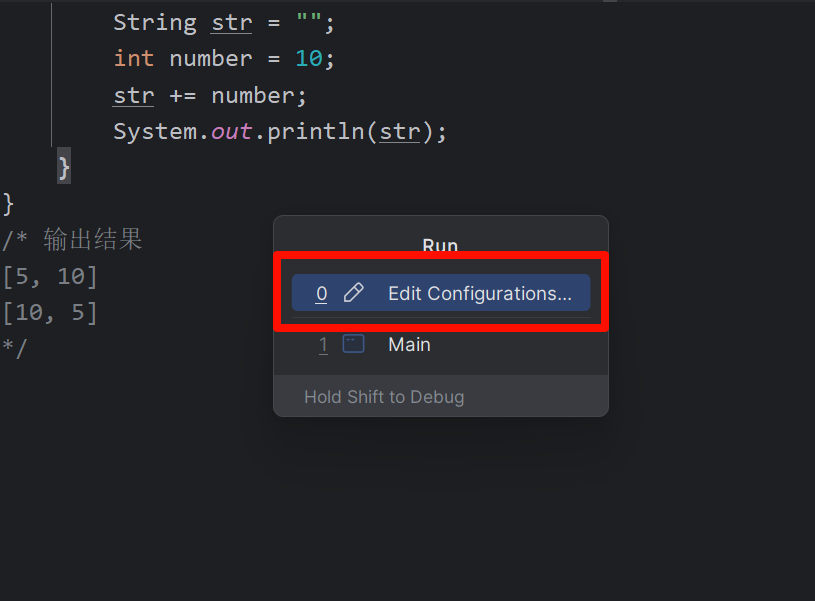 String str = "";
int number = 10;
str += number;
System.out.println(str);
}
}
/* 输出结果
[5, 10]
[10, 5]
*/
Run
0 Edit Configurations...
1 Main
Hold Shift to Debug